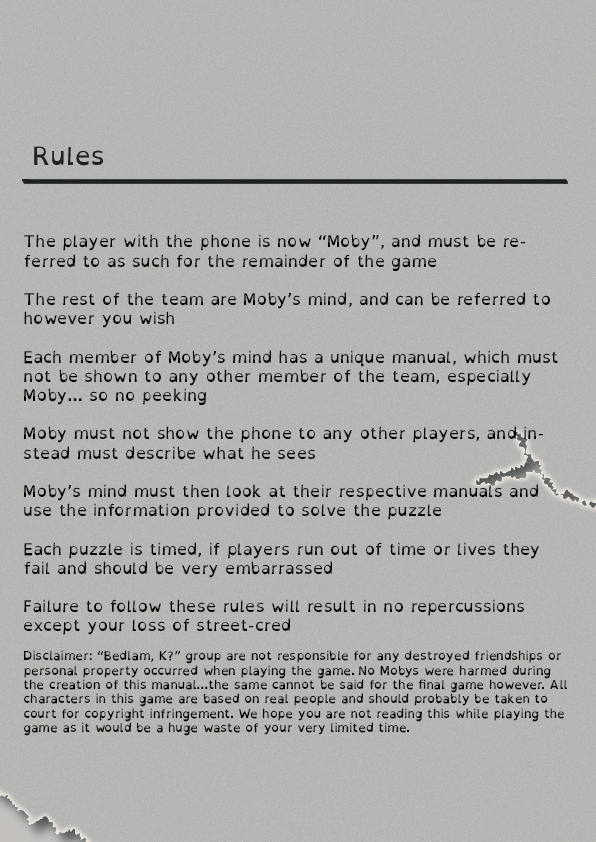 Rules
The player with the phone is now “Moby”, and must be re-
ferred to as such for the remainder of the game
The rest of the team are Moby’s mind, and can be referred to
however you wish
Each member of Moby’s mind has a unique manual, which must
not be shown to any other member of the team, especially
Moby... so no peeking
Moby must not show the phone to any other players, and in-
stead must describe what he sees
Moby’s mind must then look at their respective manuals and
use the information provided to solve the puzzle
Each puzzle is timed, if players run out of time or lives they
fail and should be very embarrassed
Failure to follow these rules will result in no repercussions
except your loss of street-cred
Disclaimer: “Bedlam, K?” group are not responsible for any destroyed friendships or
personal property occurred when playing the game. No Mobys were harmed during
the creation of this manual...the same cannot be said for the final game however. All
characters in this game are based on real people and should probably be taken to
court for copyright infringement. We hope you are not reading this while playing the
game as it would be a huge waste of your very limited time.